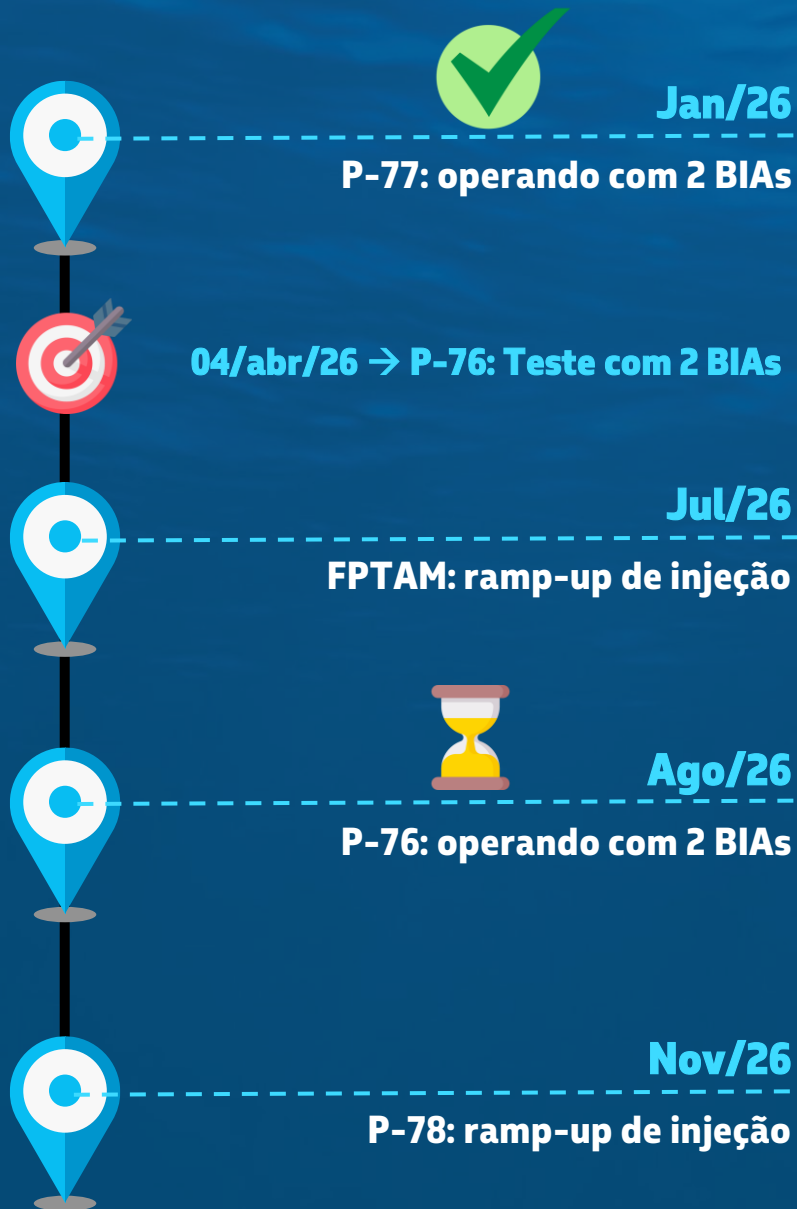 Jan/26
P-77: operando com 2 BIAs
04/abr/26 → P-76: Teste com 2 BIAs
Jul/26
FPTAM: ramp-up de injeção
Ago/26
P-76: operando com 2 BIAs
Nov/26
P-78: ramp-up de injeção